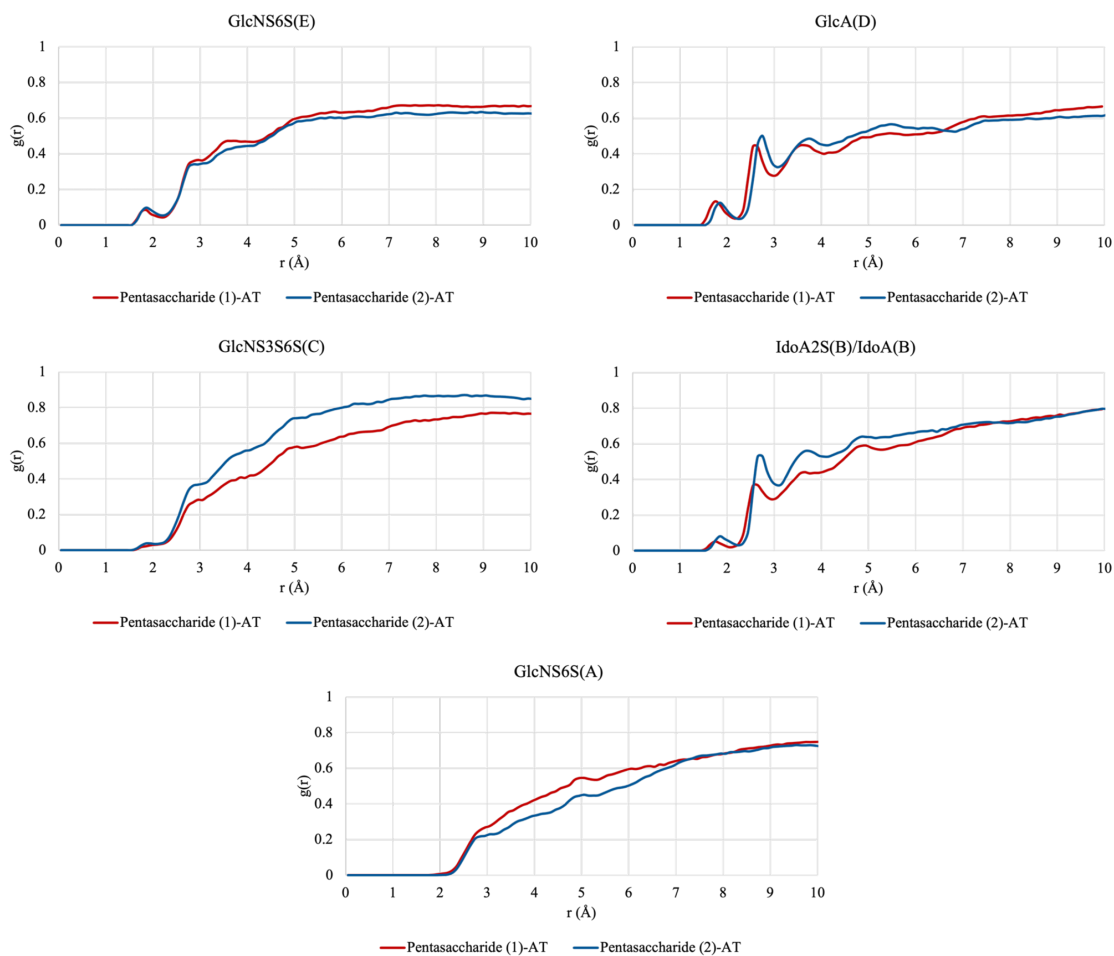 GlcNS6S(E)
1
0.8
0.6
0.4
0.2
0
g(r)
0 1 2 3 4 5 6 7 8 9 10
r (Å)
Pentasaccharide (1)-AT Pentasaccharide (2)-AT
GlcA(D)
1
0.8
0.6
0.4
0.2
0
g(r)
0 1 2 3 4 5 6 7 8 9 10
r (Å)
Pentasaccharide (1)-AT Pentasaccharide (2)-AT
GlcNS3S6S(C)
1
0.8
0.6
0.4
0.2
0
g(r)
0 1 2 3 4 5 6 7 8 9 10
r (Å)
Pentasaccharide (1)-AT Pentasaccharide (2)-AT
IdoA2S(B)/IdoA(B)
1
0.8
0.6
0.4
0.2
0
g(r)
0 1 2 3 4 5 6 7 8 9 10
r (Å)
Pentasaccharide (1)-AT Pentasaccharide (2)-AT
GlcNS6S(A)
1
0.8
0.6
0.4
0.2
0
g(r)
0 1 2 3 4 5 6 7 8 9 10
r (Å)
Pentasaccharide (1)-AT Pentasaccharide (2)-AT